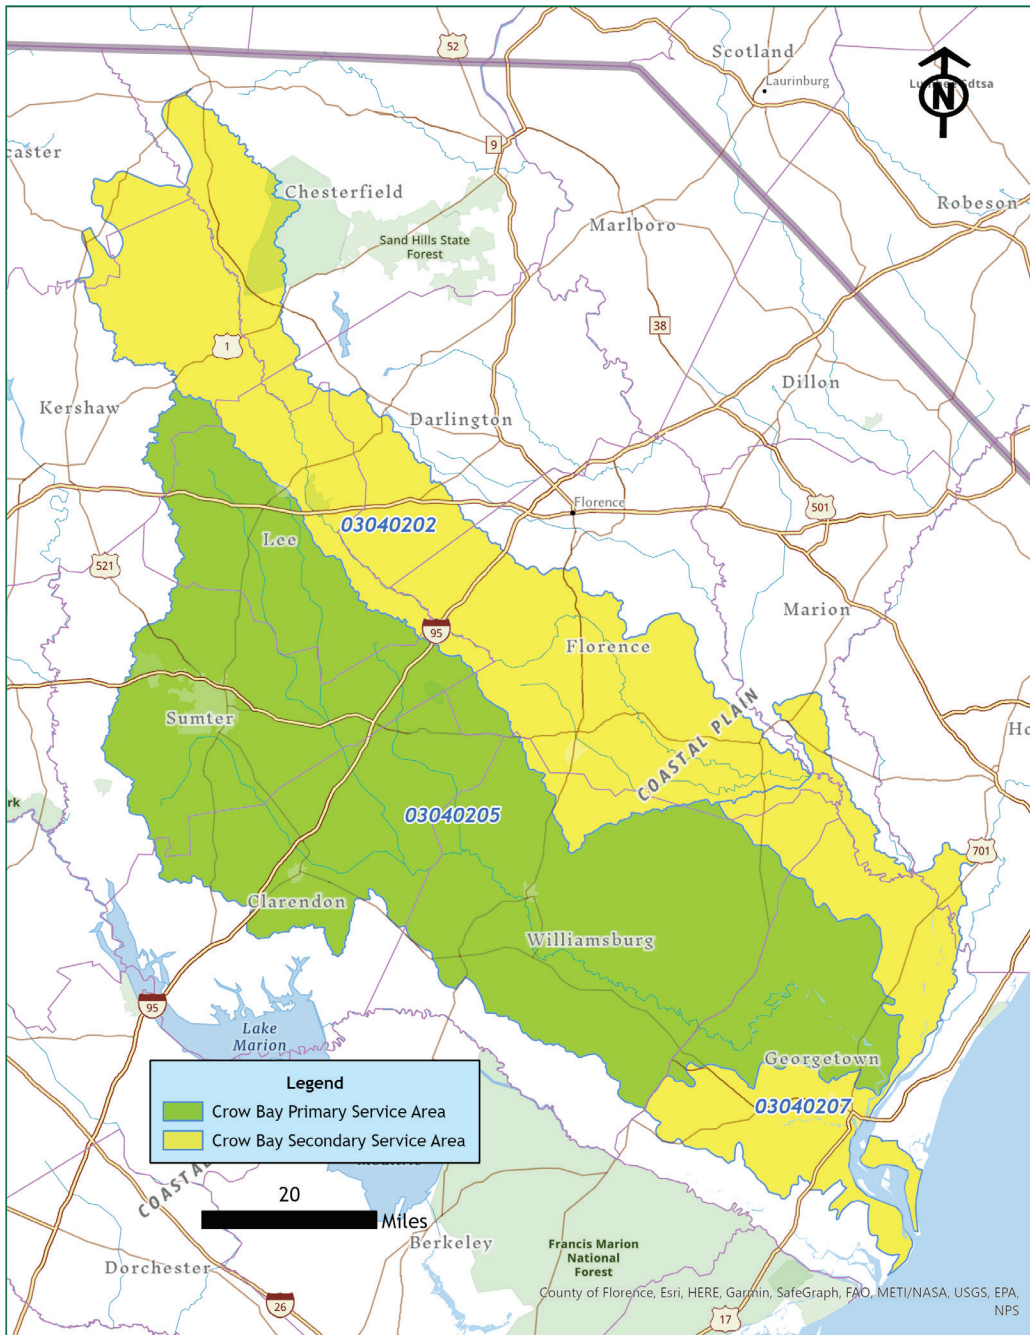 52
Scotland
Laurinburg
N
9
caster
Chesterfield
Sand Hills State
Forest
Marlboro
Robeson
38
1
Kershaw
Darlington
Dillon
Florence
501
03040202
Lee
521
Marion
95
Florence
COASTAL PLAIN
Sumter
Ho
rk
03040205
701
Clarendon
Williamsburg
95
Lake
Marion
Georgetown
03040207
Legend
Crow Bay Primary Service Area
Crow Bay Secondary Service Area
COASTAL
20
Miles
Berkeley
Francis Marion
National
Forest
Dorchester
26
17
County of Florence, Esri, HERE, Garmin, SafeGraph, FAO, METI/NASA, USGS, EPA,
NPS